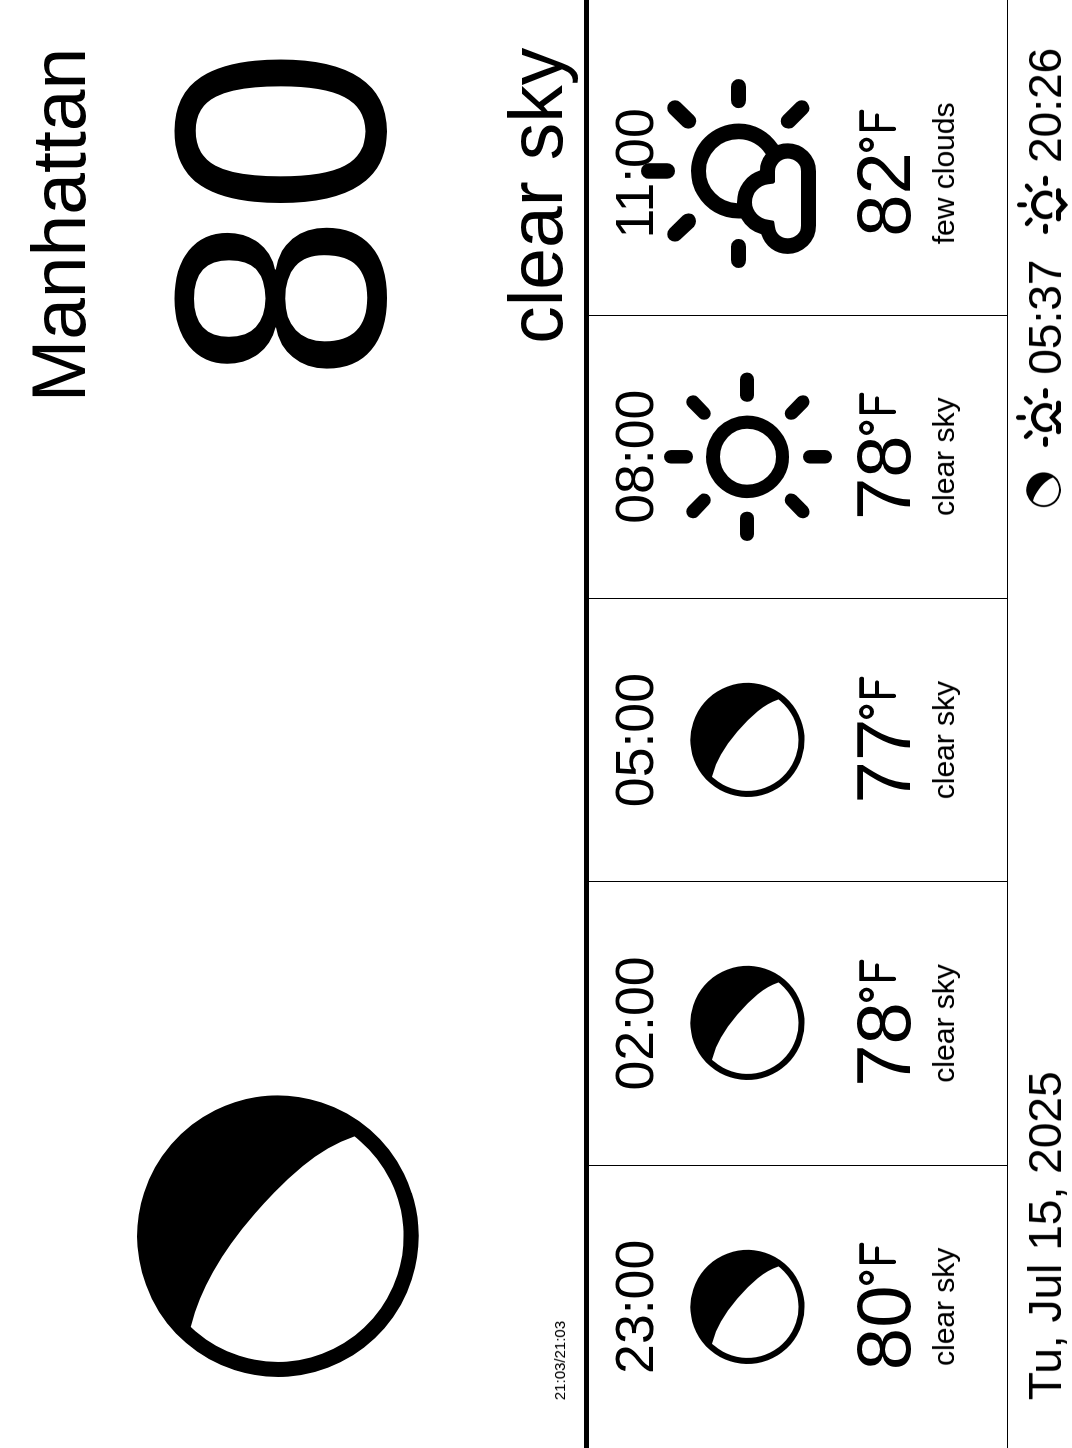 Manhattan
80
clear sky
21:03/21:03
23:00
80°F
clear sky
02:00
78°F
clear sky
05:00
77°F
clear sky
08:00
78°F
clear sky
11:00
82°F
few clouds
Tu, Jul 15, 2025
05:37
20:26